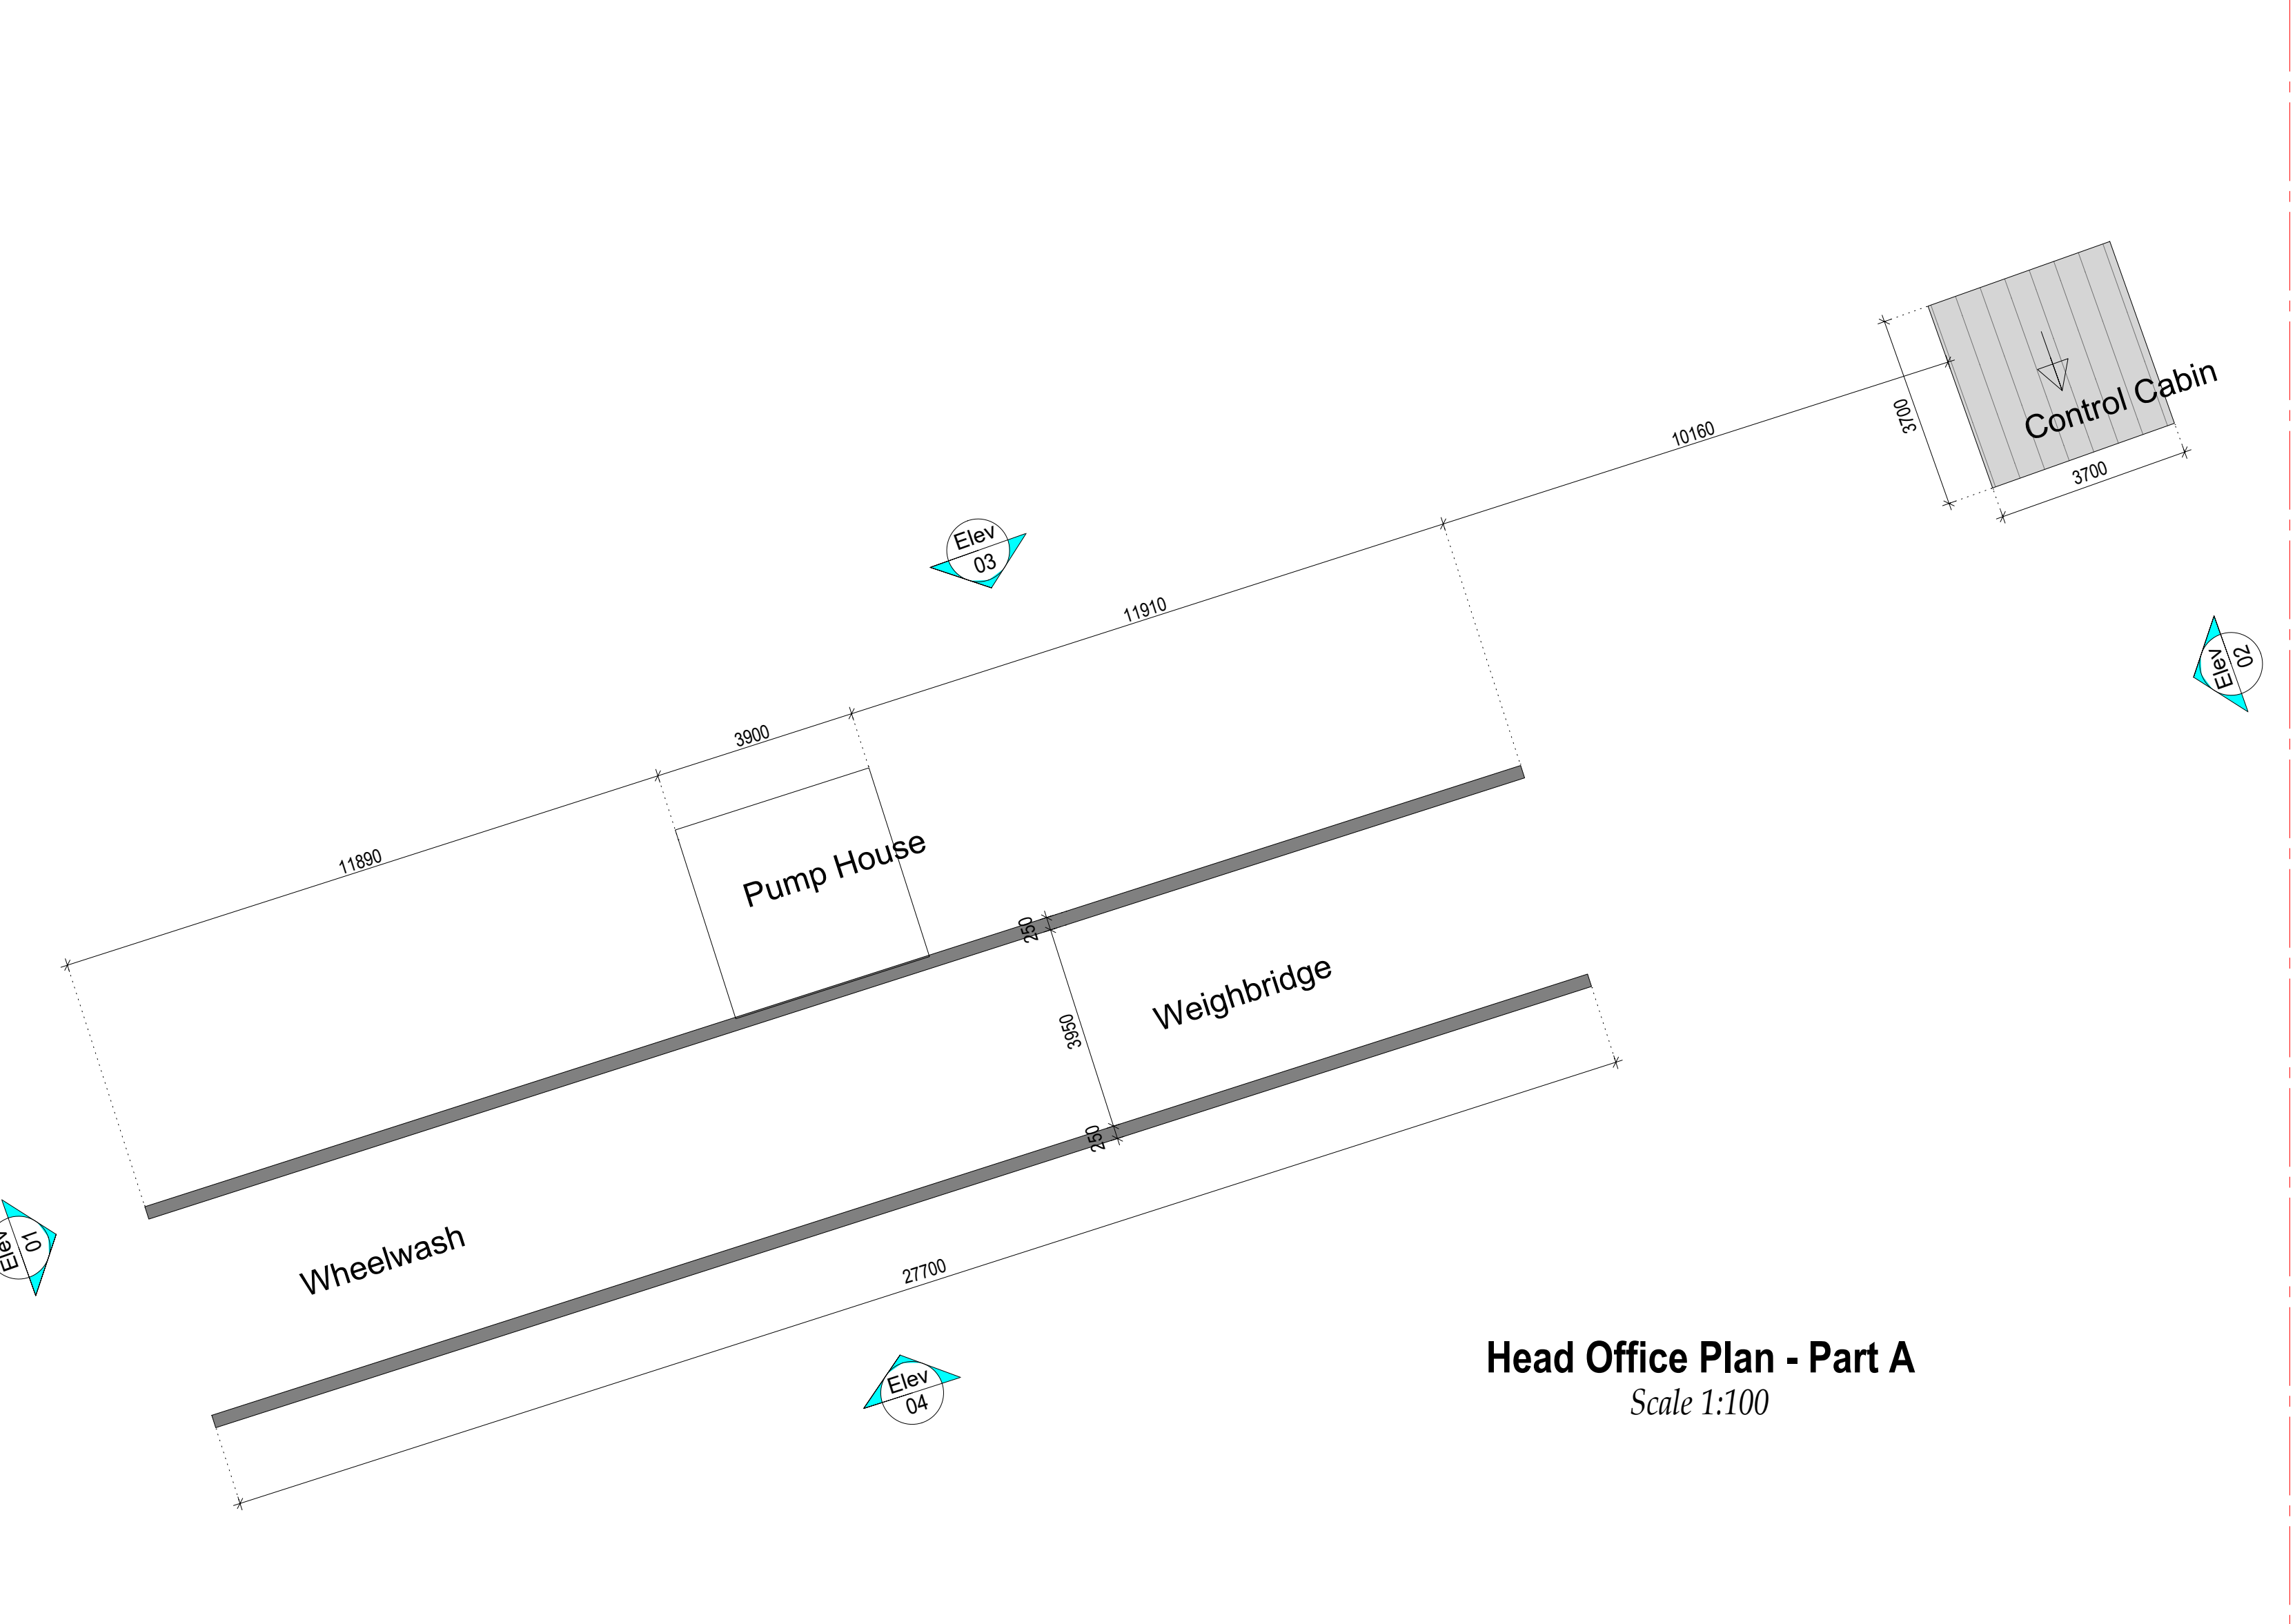 Control Cabin
3700
3700
10160
Elev
03
11910
Elev
02
3900
11890
Pump House
250
Weighbridge
3950
250
Elev
01
Wheelwash
27700
Elev
04
Head Office Plan - Part A
Scale 1:100